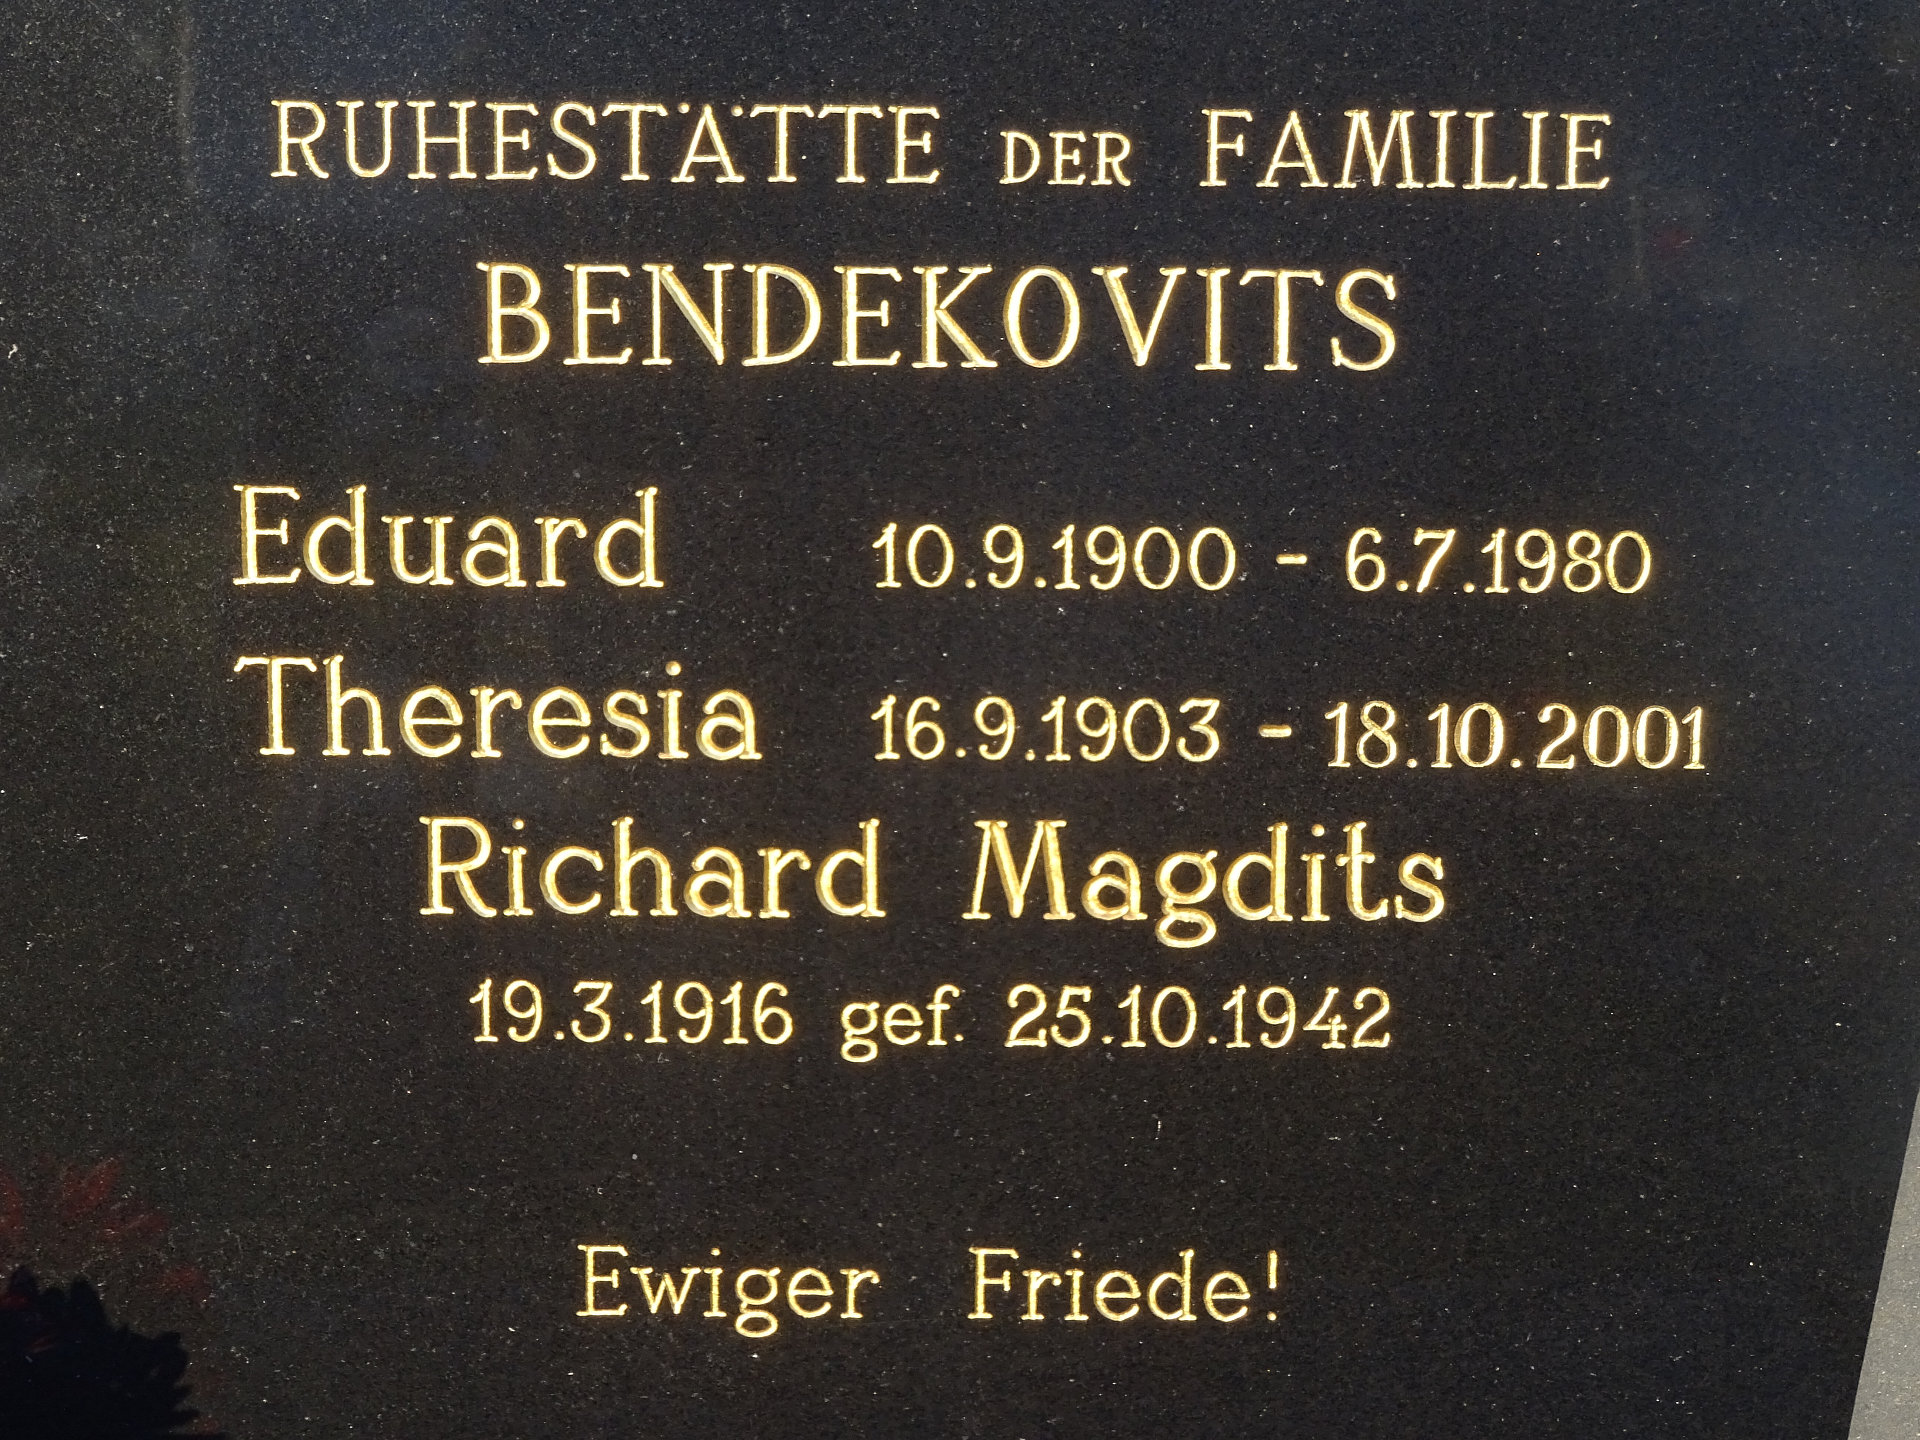 RUHESTÄTTE DER FAMILIE
BENDEKOVITS
Eduard 10.9.1900 - 6.7.1980
Theresia 16.9.1903 - 18.10.2001
Richard Magdits
19.3.1916 gef. 25.10.1942
Ewiger Friede!